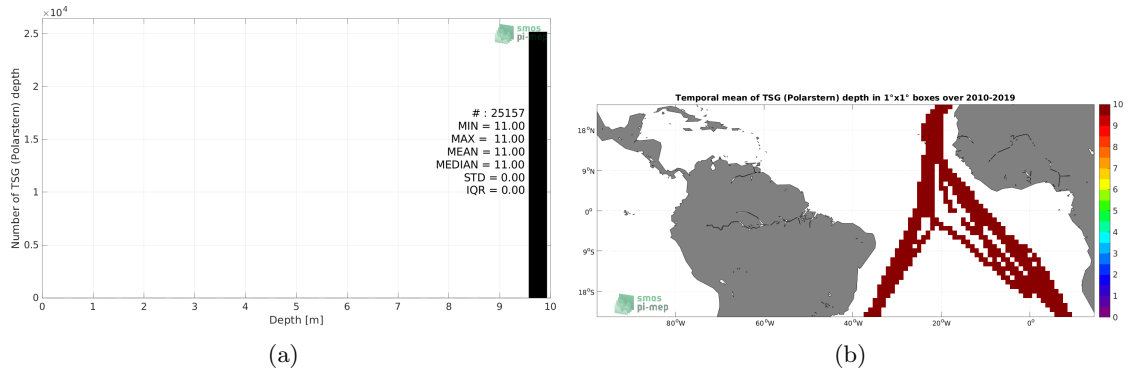 ×10⁴
2.5
2
1.5
1
0.5
0
Number of TSG (Polarstern) depth
smos
pi-mep
# : 25157
MIN = 11.00
MAX = 11.00
MEAN = 11.00
MEDIAN = 11.00
STD = 0.00
IQR = 0.00
0 1 2 3 4 5 6 7 8 9 10
Depth [m]
(a)
Temporal mean of TSG (Polarstern) depth in 1°x1° boxes over 2010-2019
18°N
9°N
0°
9°S
18°S
80°W 60°W 40°W 20°W 0°
smos
pi-mep
10
9
8
7
6
5
4
3
2
1
0
(b)